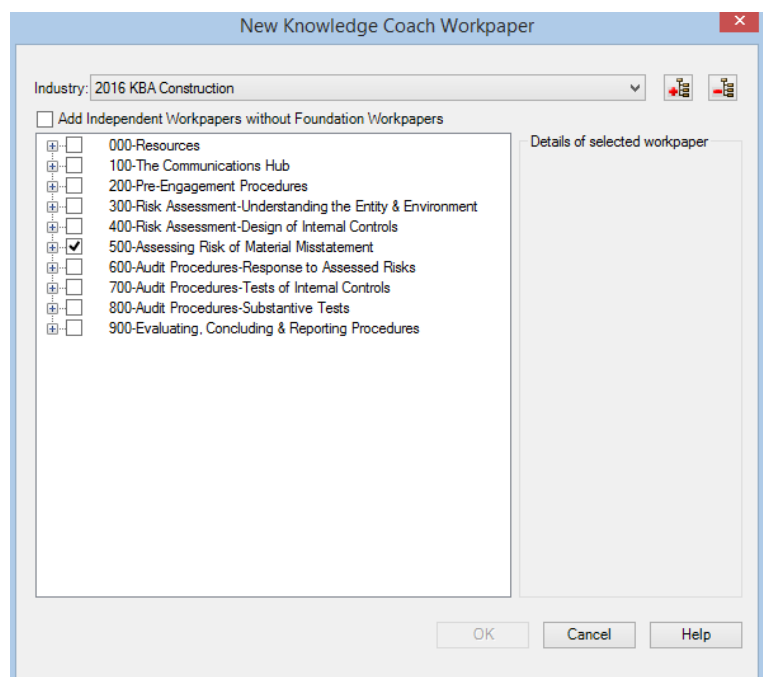 New Knowledge Coach Workpaper
Industry: 2016 KBA Construction
Add Independent Workpapers without Foundation Workpapers
000-Resources
100-The Communications Hub
200-Pre-Engagement Procedures
300-Risk Assessment-Understanding the Entity & Environment
400-Risk Assessment-Design of Internal Controls
500-Assessing Risk of Material Misstatement
600-Audit Procedures-Response to Assessed Risks
700-Audit Procedures-Tests of Internal Controls
800-Audit Procedures-Substantive Tests
900-Evaluating, Concluding & Reporting Procedures
Details of selected workpaper
OK Cancel Help